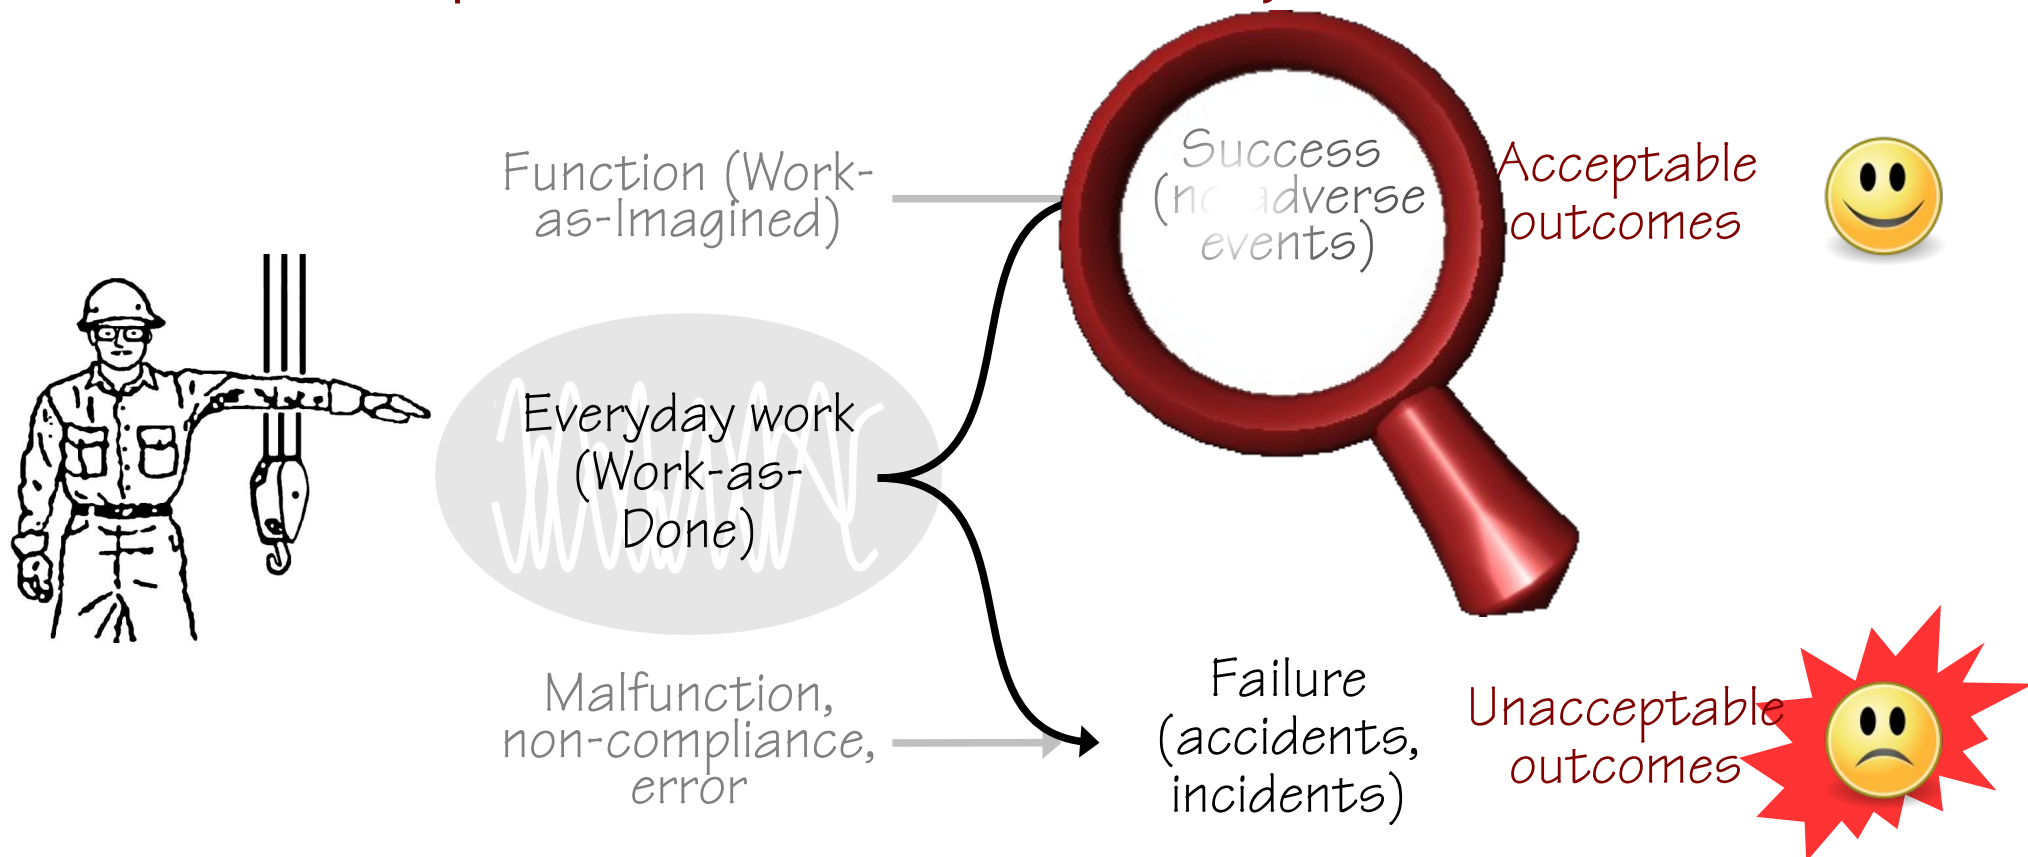 Function (Work-
as-Imagined)
Success
(no adverse
events)
Acceptable
outcomes
Everyday work
(Work-as-
Done)
Malfunction,
non-compliance,
error
Failure
(accidents,
incidents)
Unacceptable
outcomes